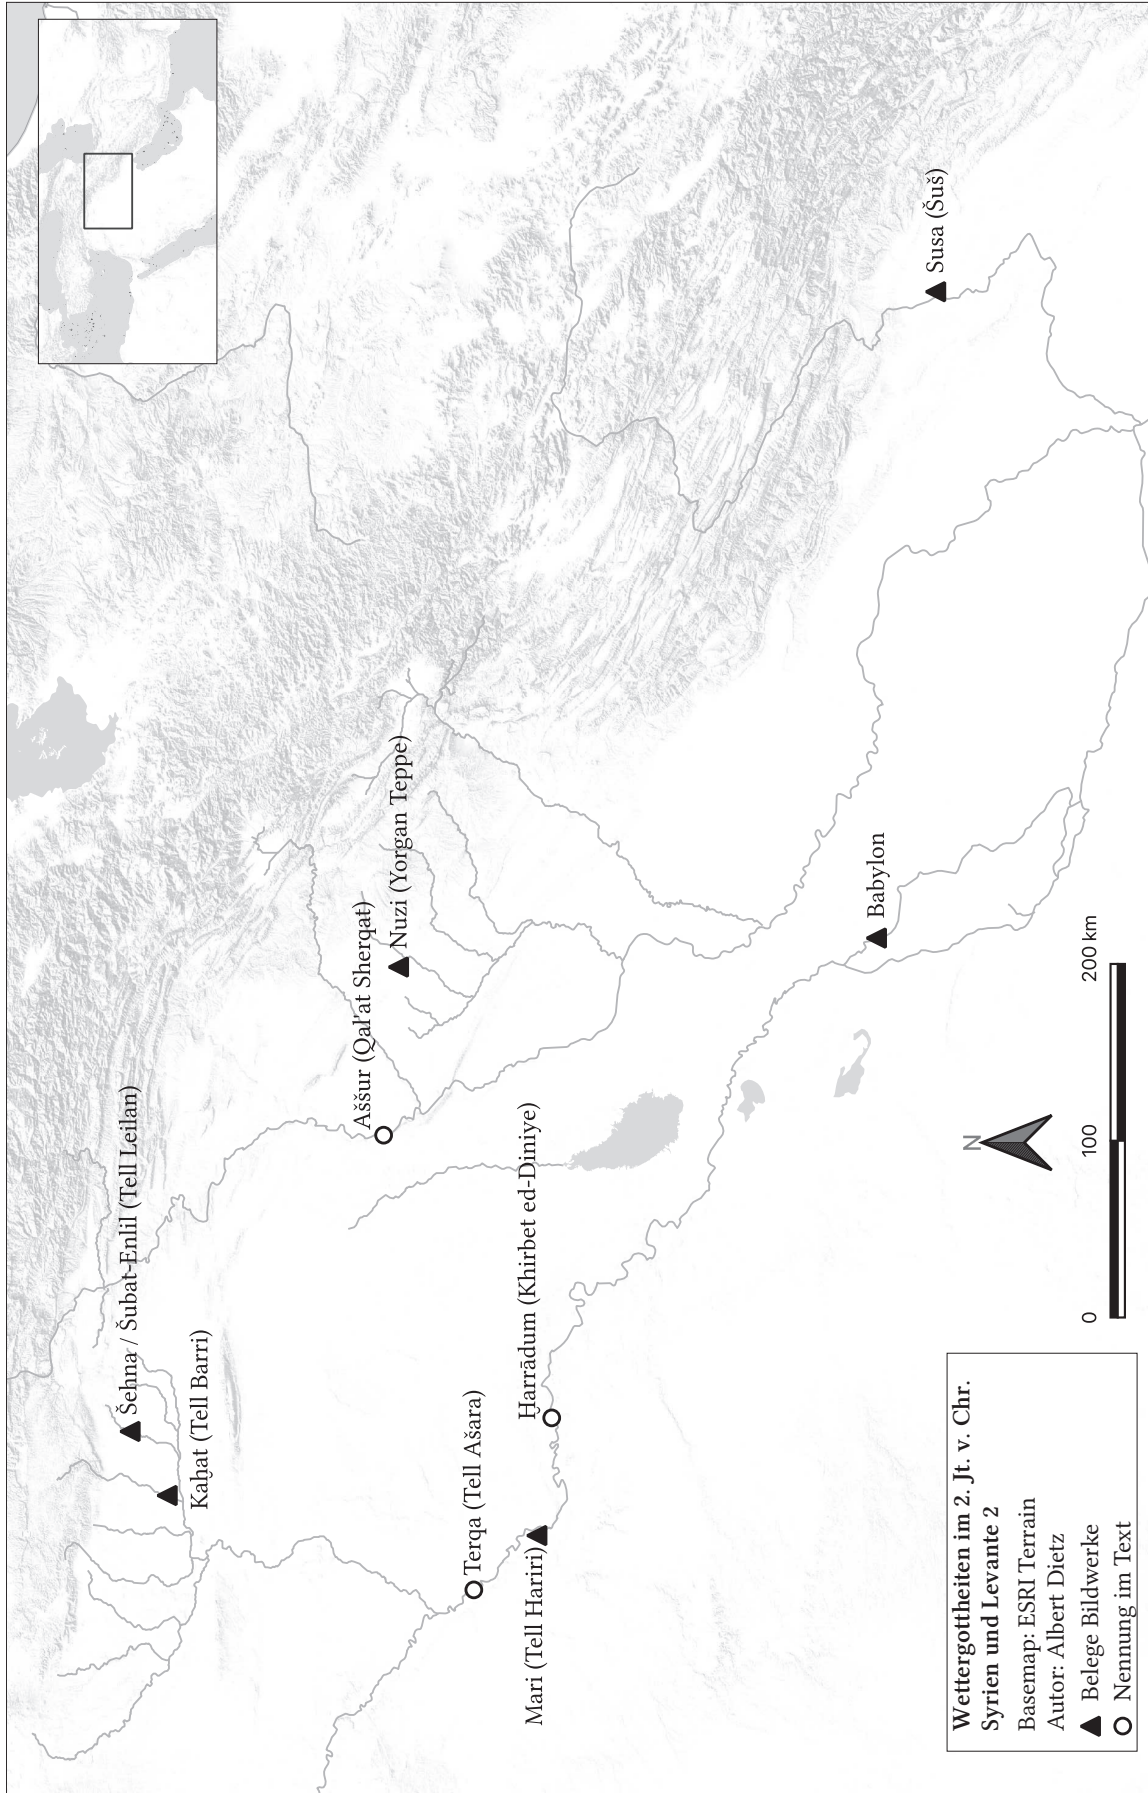 Šehna / Šubat-Enlil (Tell Leilan)
Kaḫat (Tell Barri)
Aššur (Qal'at Sherqat)
Nuzi (Yorgan Teppe)
Terqa (Tell Ašara)
Mari (Tell Hariri)
Ḫarrādum (Khirbet ed-Diniye)
Babylon
Susa (Šuš)
N
0
100
200 km
Wettergottheiten im 2. Jt. v. Chr.
Syrien und Levante 2
Basemap: ESRI Terrain
Autor: Albert Dietz
Belege Bildwerke
Nennung im Text